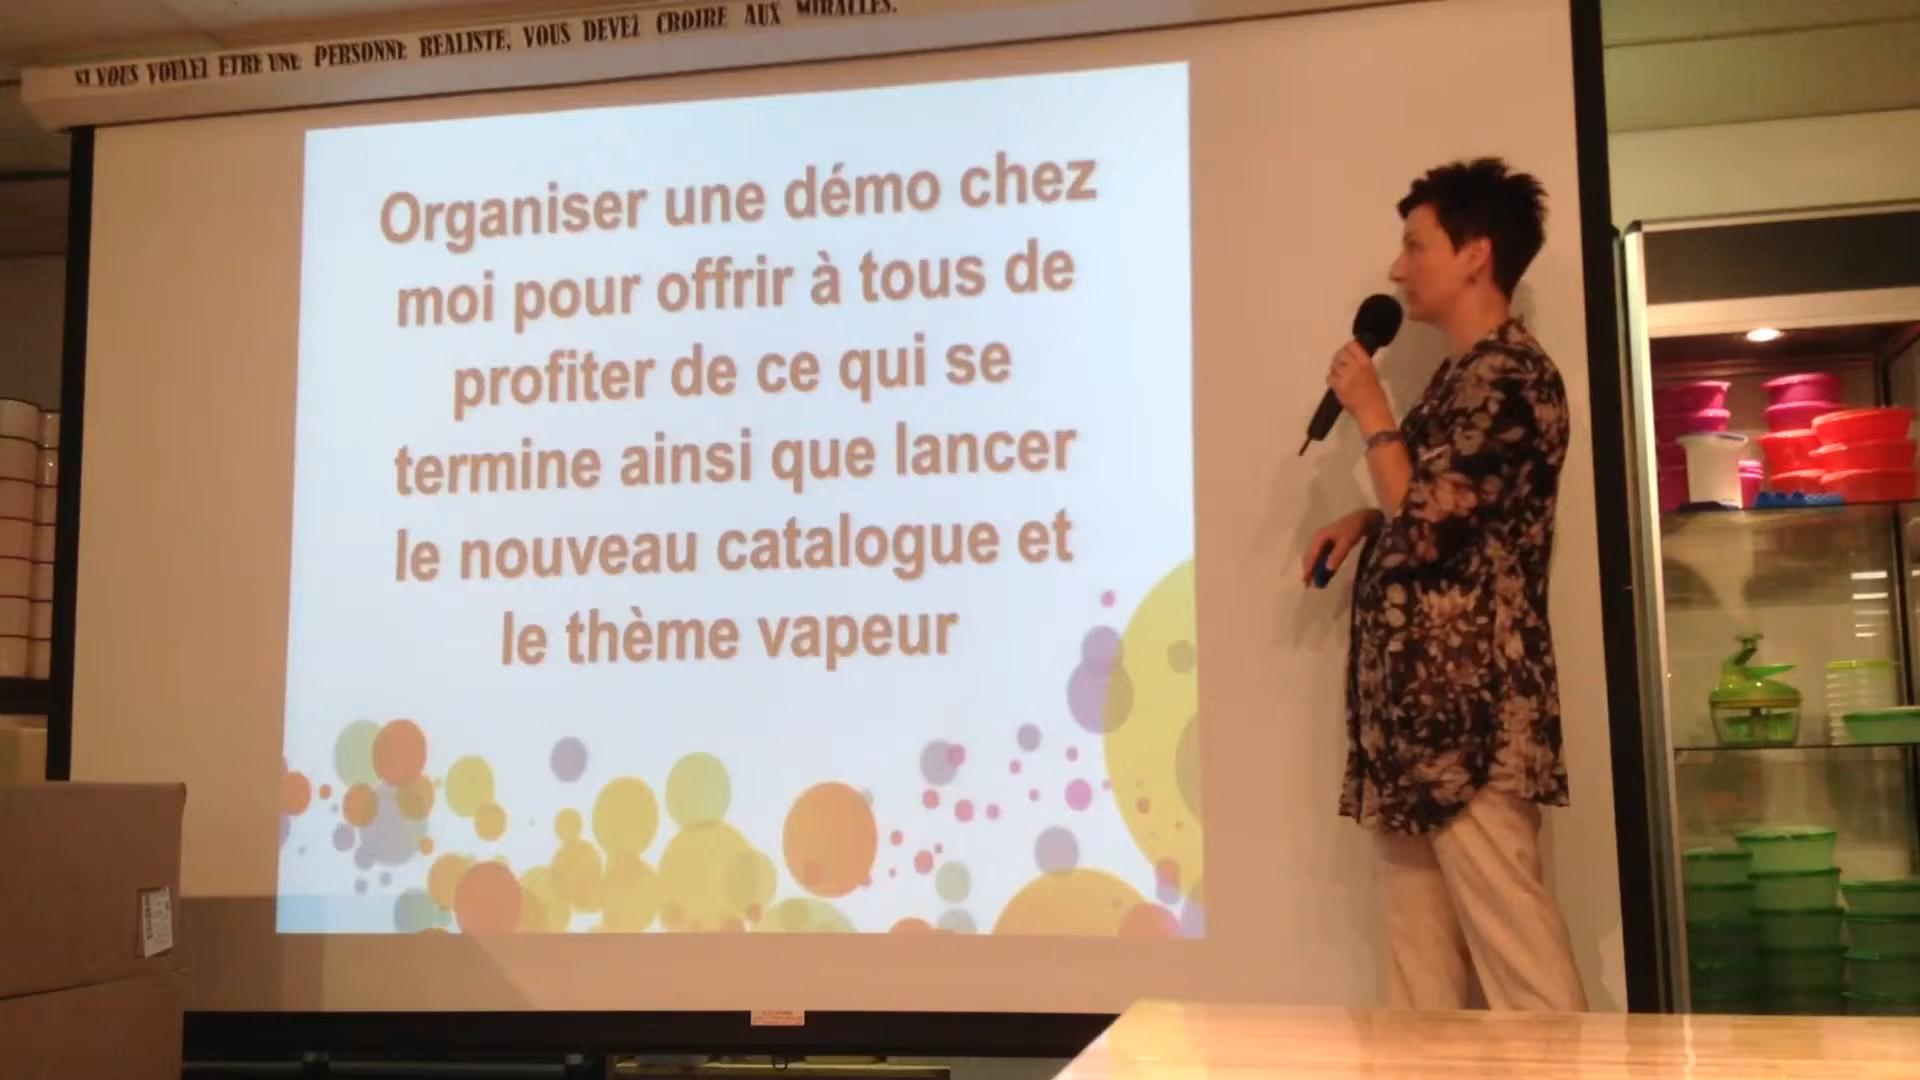 SI VOUS VOULEZ ETRE UNE PERSONNE REALISTE, VOUS DEVEZ CROIRE AUX MIRACLES.
Organiser une démo chez
moi pour offrir à tous de
profiter de ce qui se
termine ainsi que lancer
le nouveau catalogue et
le thème vapeur